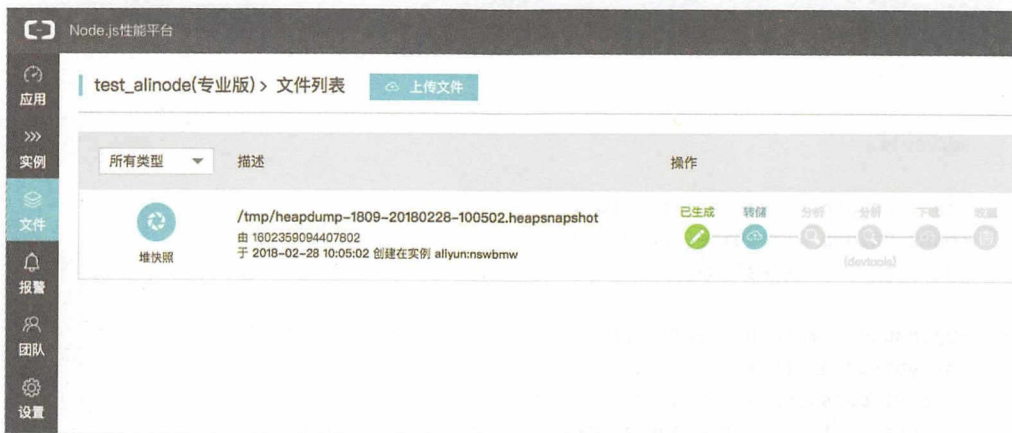 Node.js性能平台
应用
实例
文件
报警
团队
设置
test_alinode(专业版) > 文件列表
上传文件
所有类型
描述
操作
堆快照
/tmp/heapdump-1809-20180228-100502.heapsnapshot
由 1602359094407802
于 2018-02-28 10:05:02 创建在实例 aliyun:nswbmw
已生成
转储
分析
分析
(devtools)
下载
收藏